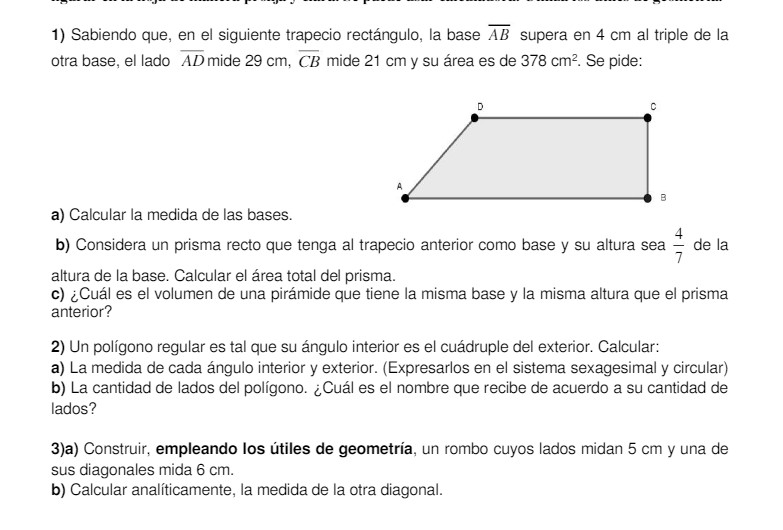 1) Sabiendo que, en el siguiente trapecio rectángulo, la base AB supera en 4 cm al triple de la
otra base, el lado AD mide 29 cm, CB mide 21 cm y su área es de 378 cm². Se pide:
D
C
A
B
a) Calcular la medida de las bases.
b) Considera un prisma recto que tenga al trapecio anterior como base y su altura sea 4/7 de la
altura de la base. Calcular el área total del prisma.
c) ¿Cuál es el volumen de una pirámide que tiene la misma base y la misma altura que el prisma
anterior?
2) Un polígono regular es tal que su ángulo interior es el cuádruple del exterior. Calcular:
a) La medida de cada ángulo interior y exterior. (Expresarlos en el sistema sexagesimal y circular)
b) La cantidad de lados del polígono. ¿Cuál es el nombre que recibe de acuerdo a su cantidad de
lados?
3)a) Construir, empleando los útiles de geometría, un rombo cuyos lados midan 5 cm y una de
sus diagonales mida 6 cm.
b) Calcular analíticamente, la medida de la otra diagonal.